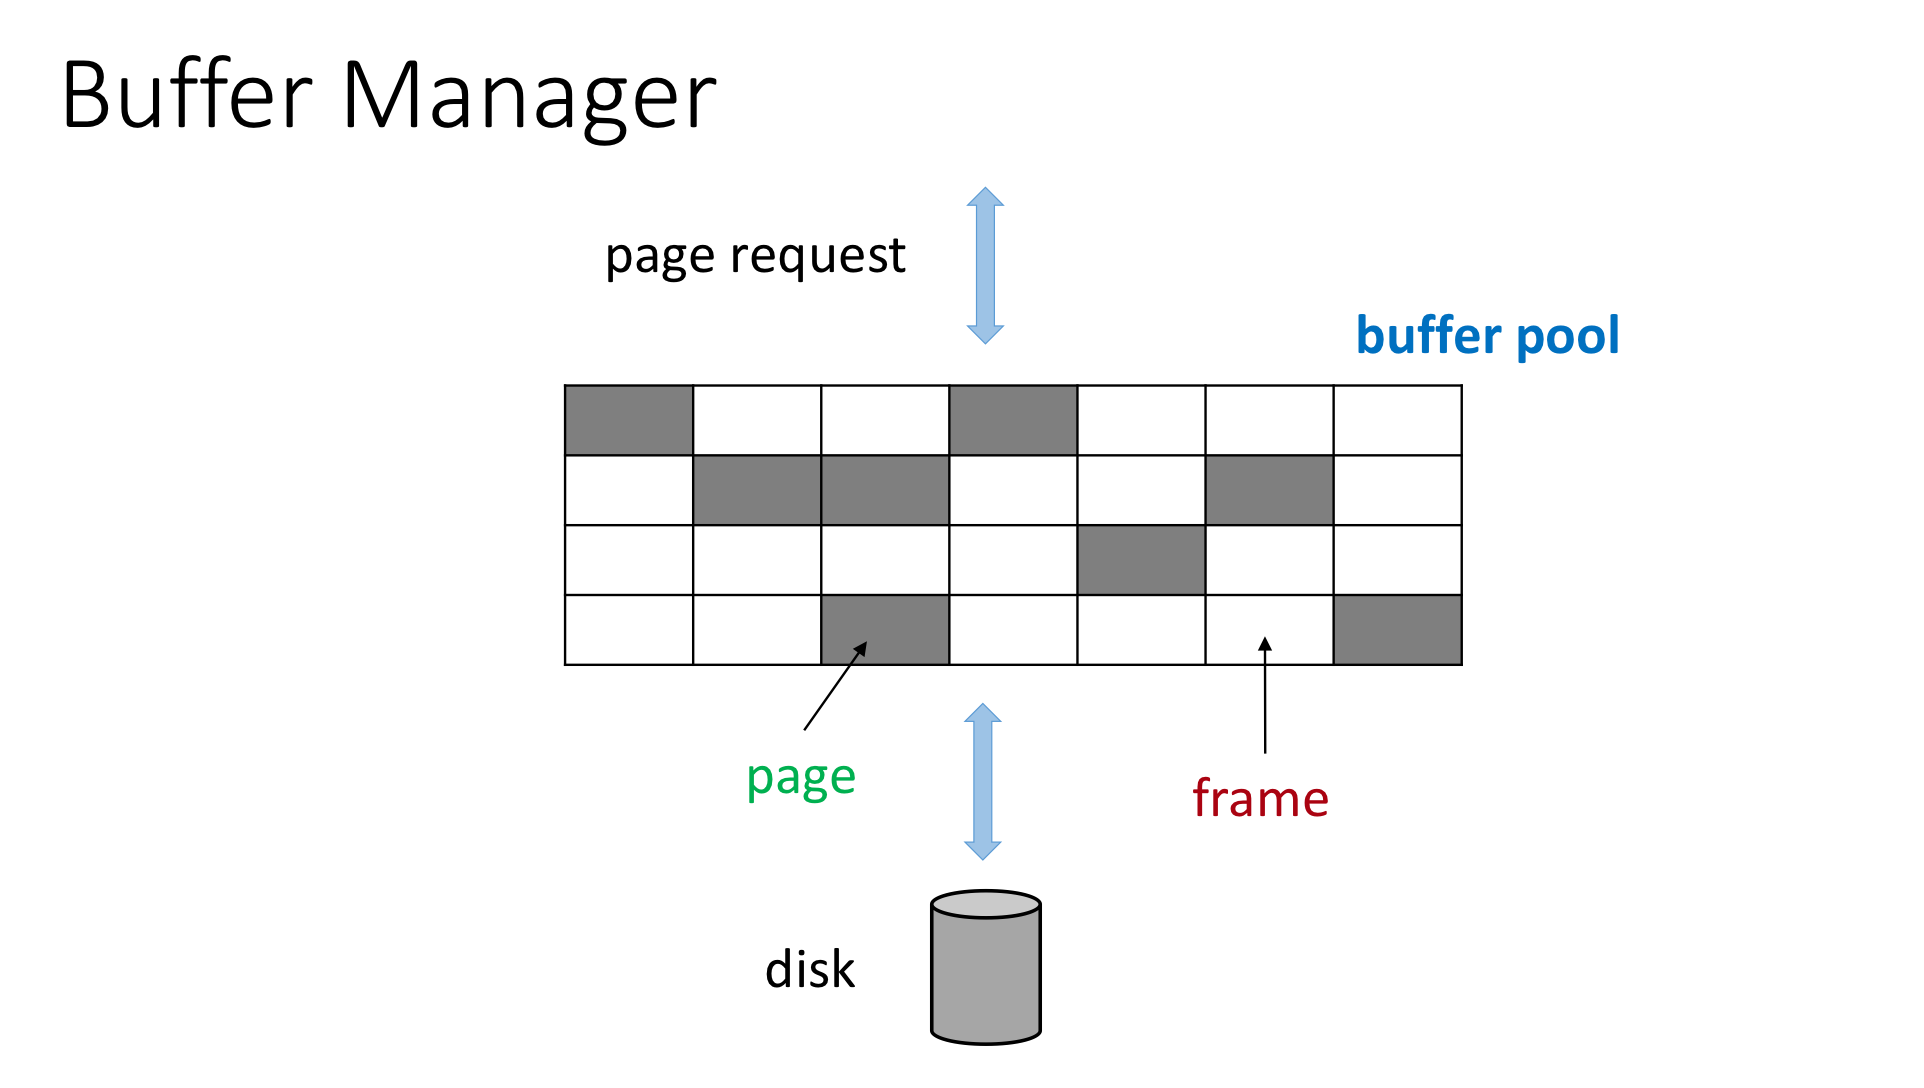 Buffer Manager
page request
buffer pool
page
frame
disk